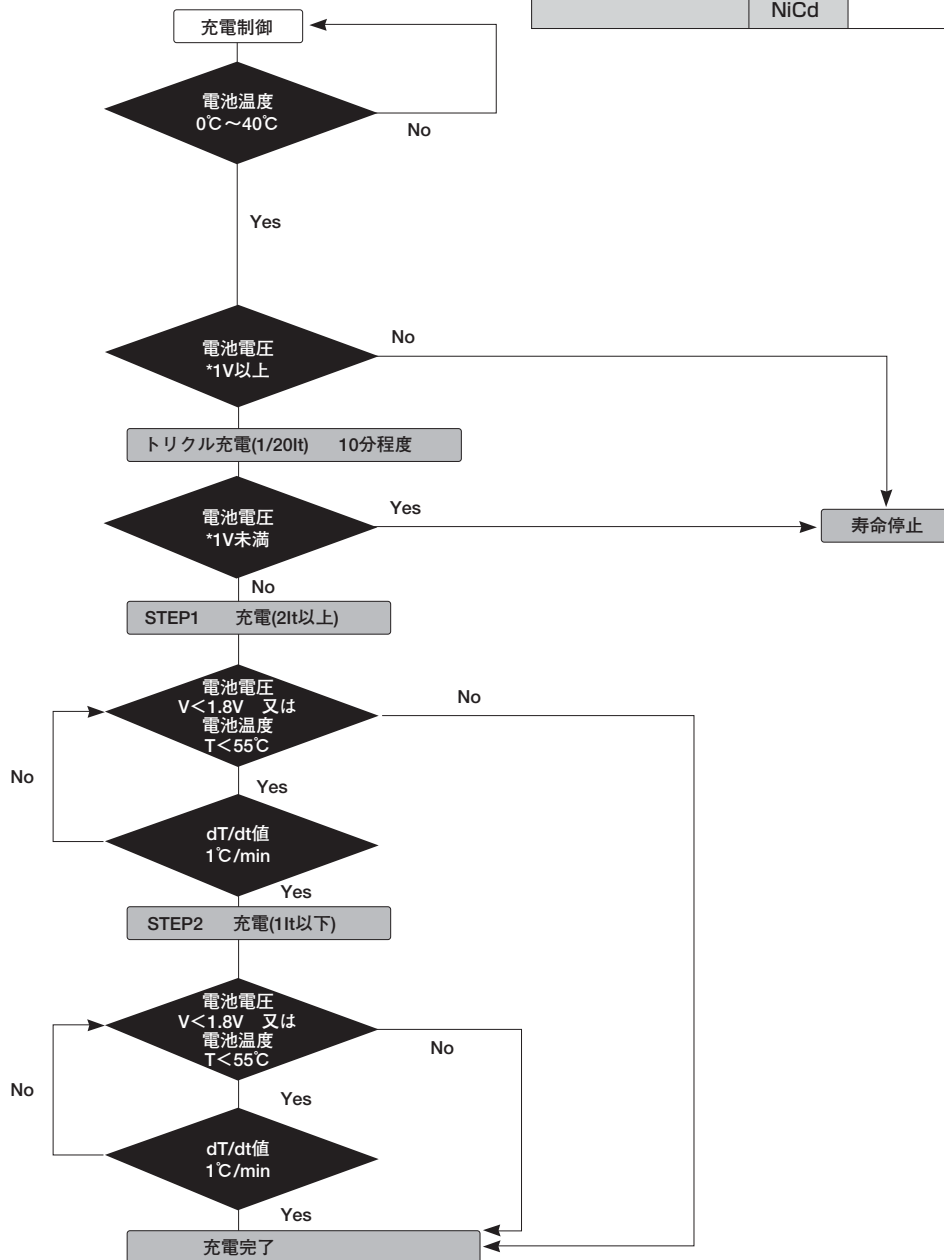 NiCd
充電制御
電池温度
0℃～40℃
No
Yes
電池電圧
*1V以上
No
トリクル充電(1/20It) 10分程度
電池電圧
*1V未満
Yes
寿命停止
No
STEP1 充電(2It以上)
電池電圧
V＜1.8V 又は
電池温度
T＜55℃
No
No
Yes
dT/dt値
1℃/min
Yes
STEP2 充電(1It以下)
電池電圧
V＜1.8V 又は
電池温度
T＜55℃
No
No
Yes
dT/dt値
1℃/min
Yes
充電完了